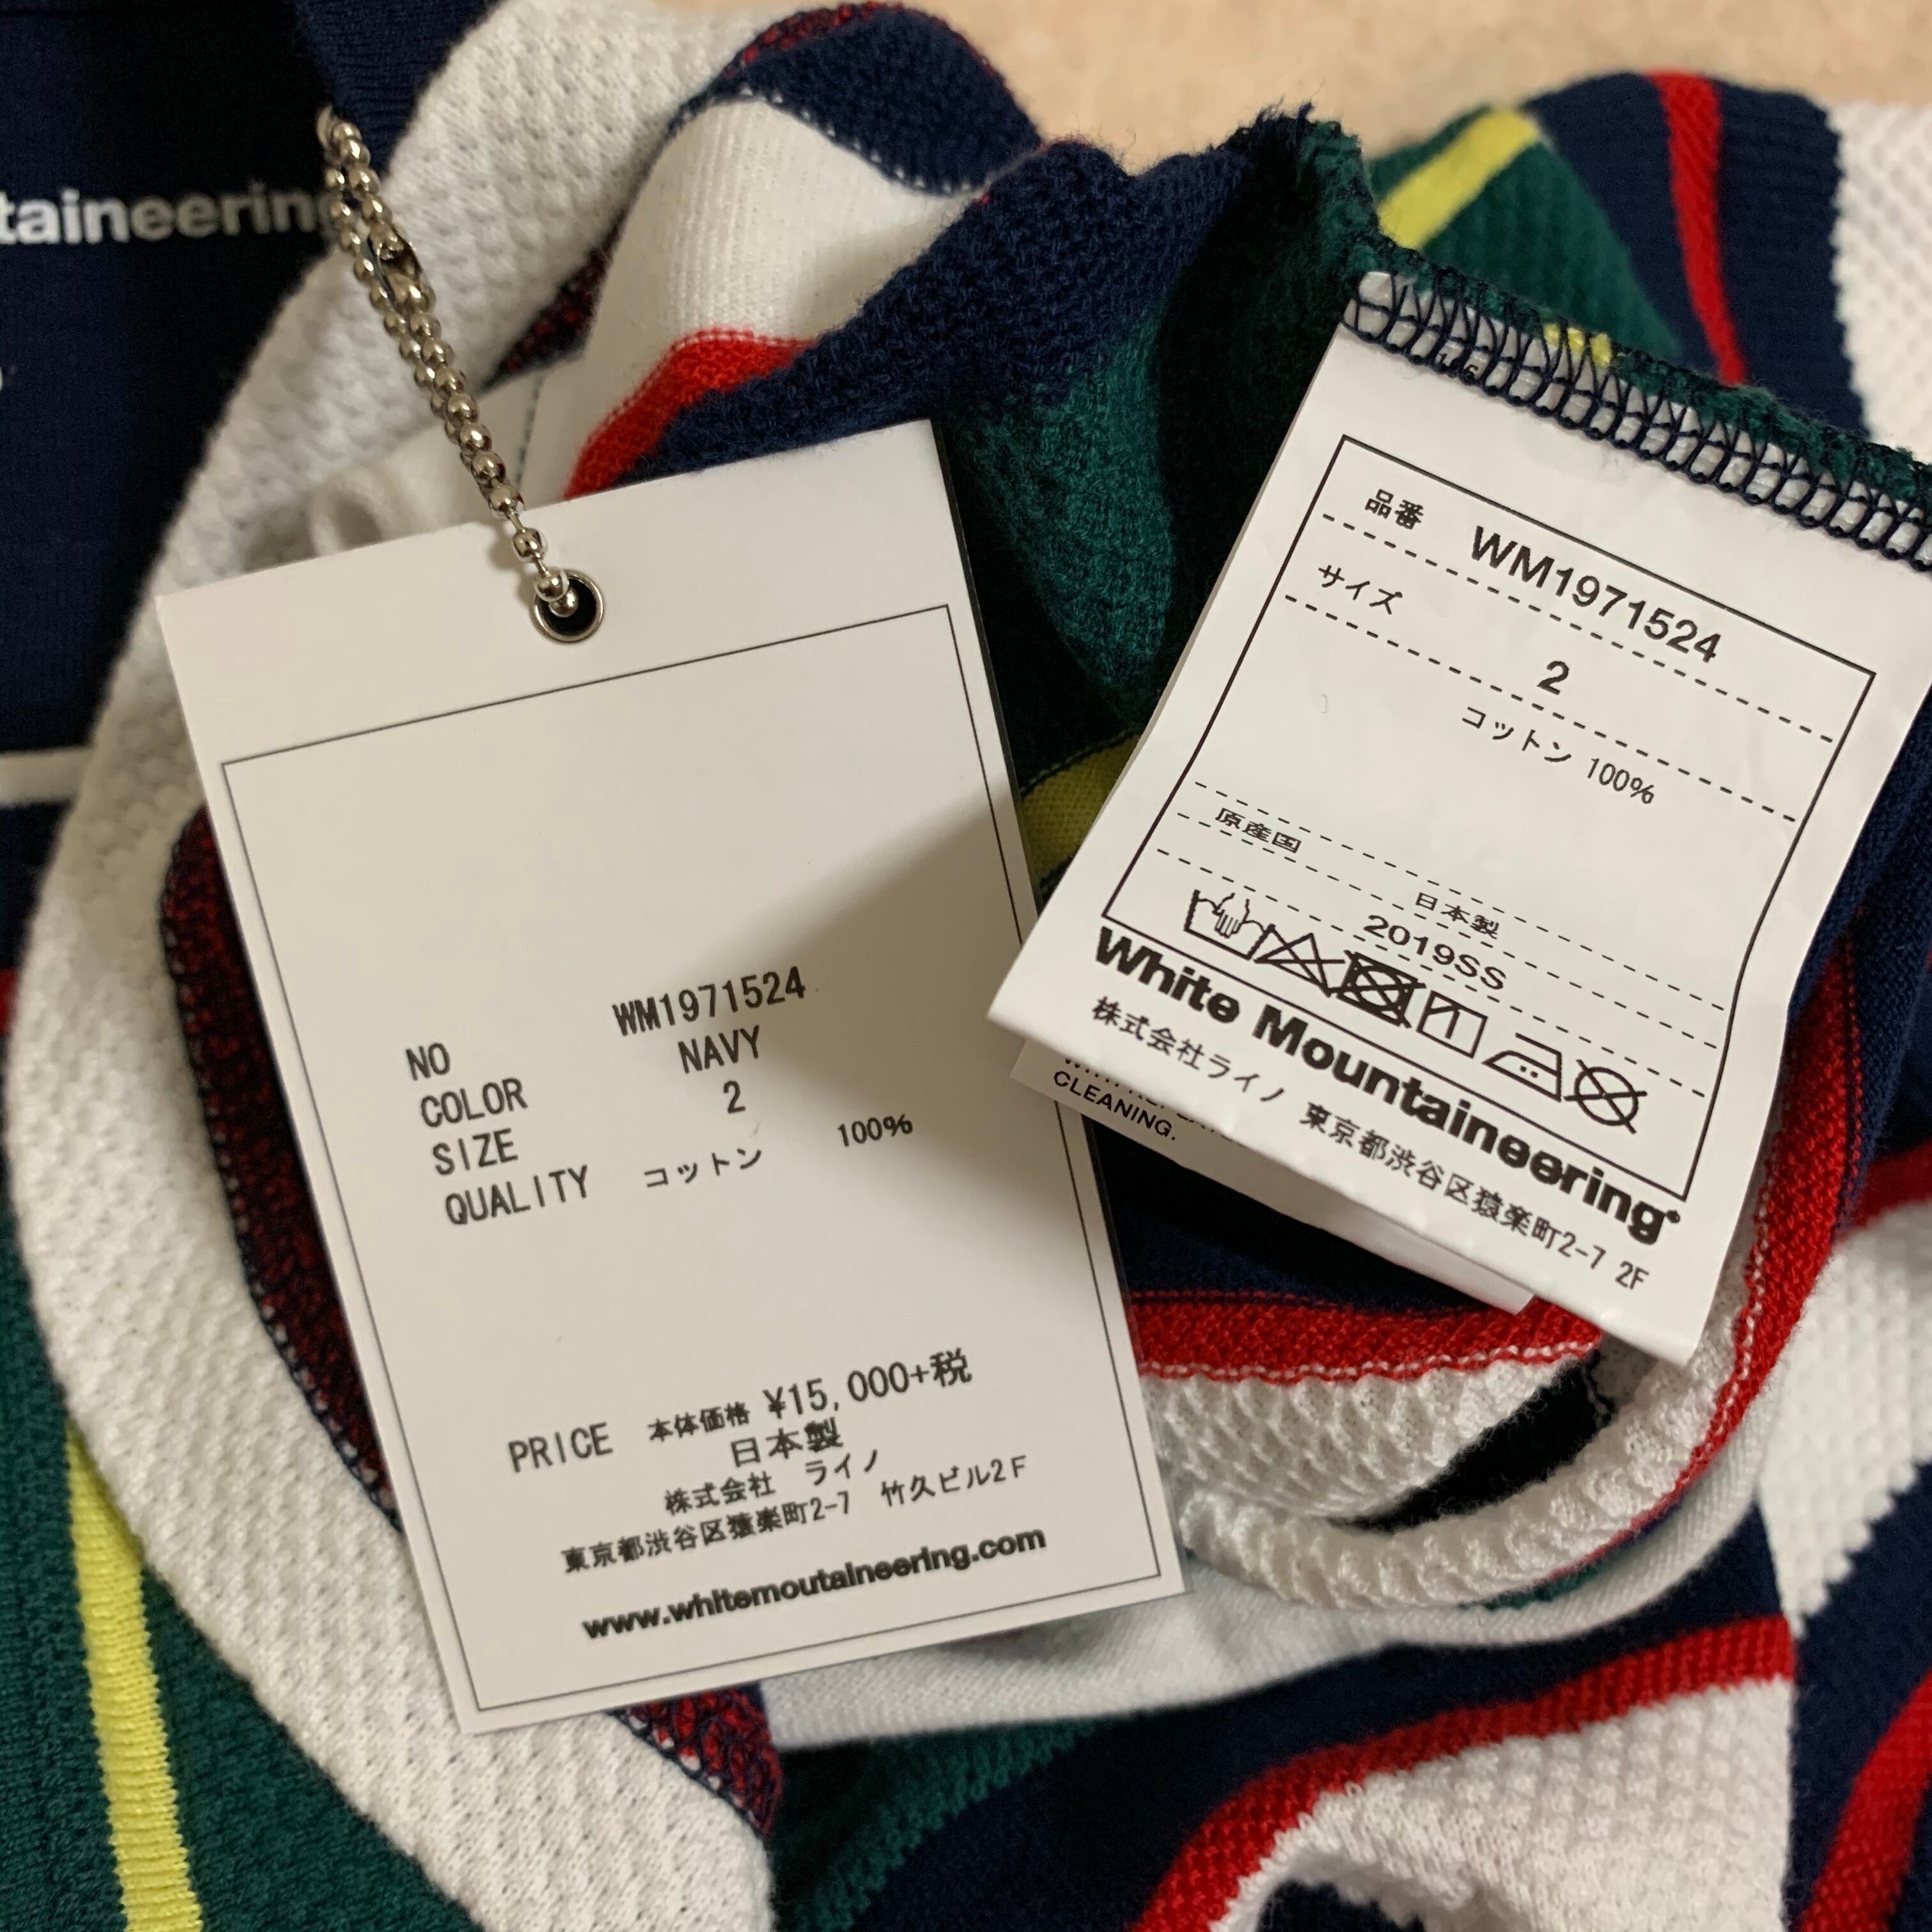 taineering
NO WM1971524
COLOR NAVY
SIZE 2
QUALITY コットン 100%
PRICE 本体価格 ¥15,000+税
日本製
株式会社 ライノ
東京都渋谷区猿楽町2-7 竹久ビル2F
www.whitemoutaineering.com
品番 WM1971524
サイズ 2
コットン 100%
原産国
日本製
2019SS
White Mountaineering
株式会社ライノ 東京都渋谷区猿楽町2-7 2F
CLEANING.